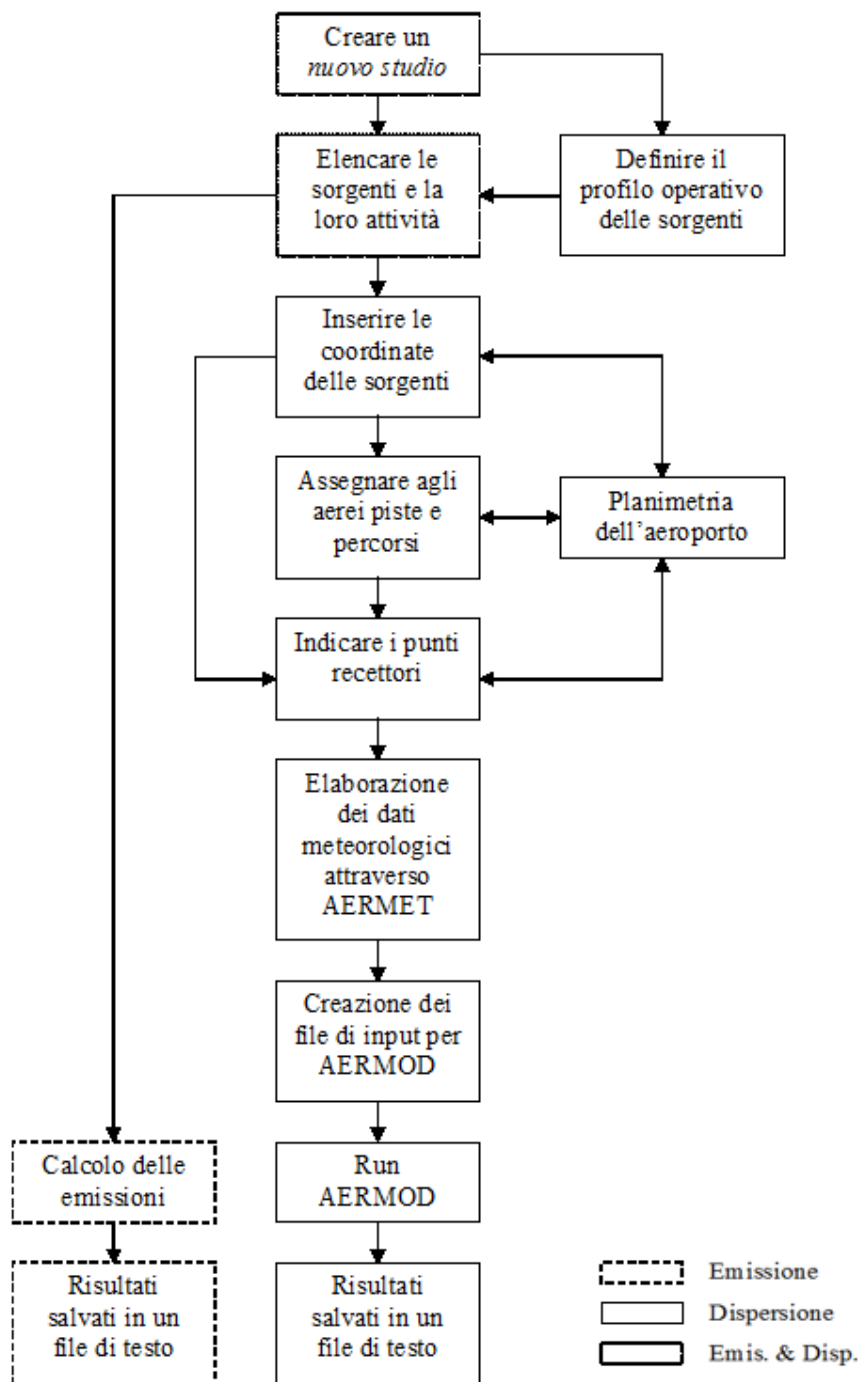 Creare un
nuovo studio
Elencare le
sorgenti e la
loro attività
Definire il
profilo operativo
delle sorgenti
Inserire le
coordinate
delle sorgenti
Assegnare agli
aerei piste e
percorsi
Planimetria
dell’aeroporto
Indicare i punti
recettori
Elaborazione
dei dati
meteorologici
attraverso
AERMET
Creazione dei
file di input per
AERMOD
Calcolo delle
emissioni
Run
AERMOD
Risultati
salvati in un
file di testo
Risultati
salvati in un
file di testo
Emissione
Dispersione
Emis. & Disp.